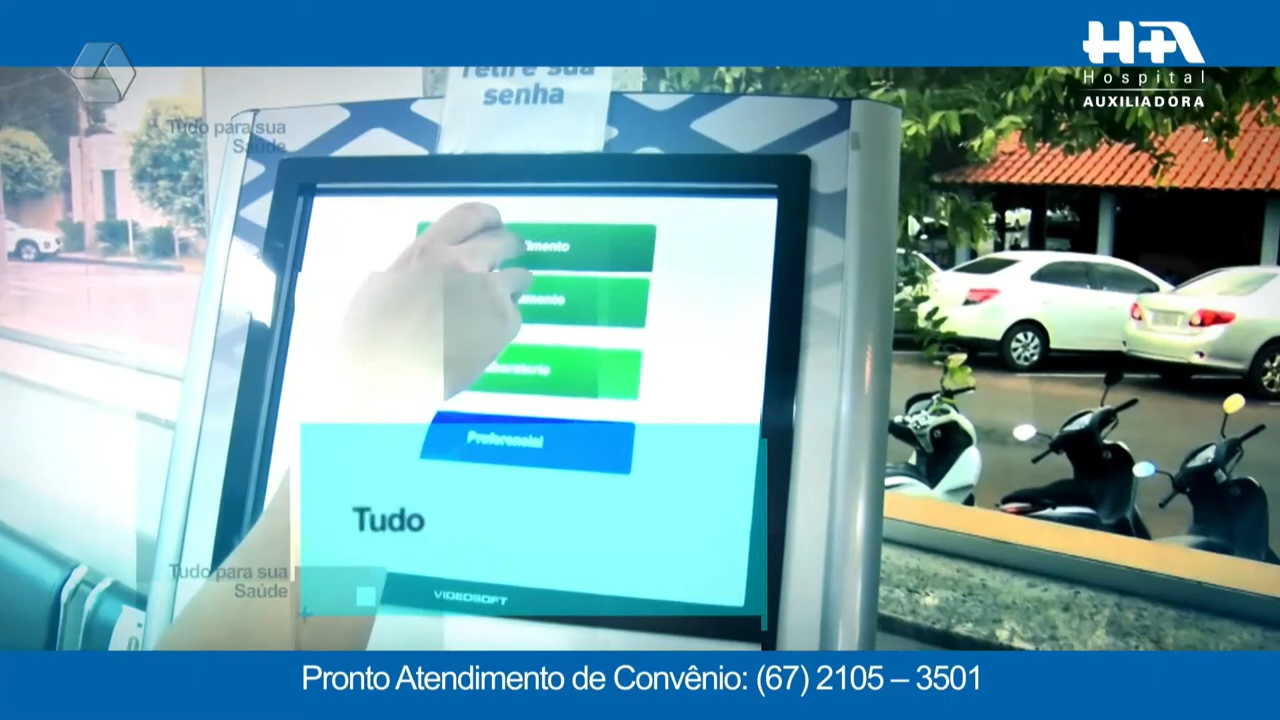 HA
Hospital
AUXILIADORA
retire sua
senha
Tudo para sua
Saúde
Preferencial
Tudo
Tudo para sua
Saúde
VIDEOSOFT
Pronto Atendimento de Convênio: (67) 2105 – 3501